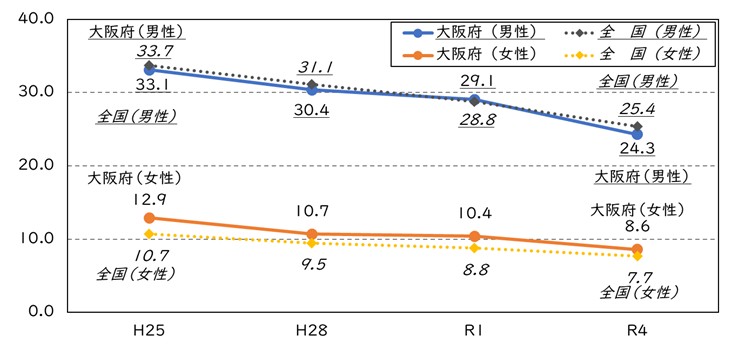 40.0
30.0
20.0
10.0
0.0
大阪府(男性)
全　国(男性)
大阪府(女性)
全　国(女性)
大阪府(男性)
33.7
33.1
全国(男性)
31.1
30.4
29.1
28.8
全国(男性)
25.4
24.3
大阪府(男性)
大阪府(女性)
12.9
10.7
全国(女性)
10.7
9.5
10.4
8.8
大阪府(女性)
8.6
7.7
全国(女性)
H25
H28
R1
R4